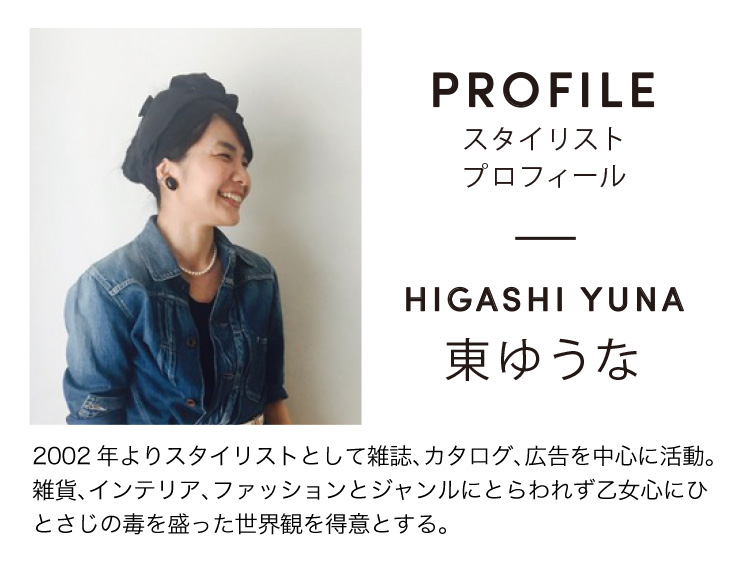 PROFILE
スタイリスト
プロフィール
HIGASHI YUNA
東ゆうな
2002年よりスタイリストとして雑誌、カタログ、広告を中心に活動。
雑貨、インテリア、ファッションとジャンルにとらわれず乙女心にひ
とさじの毒を盛った世界観を得意とする。